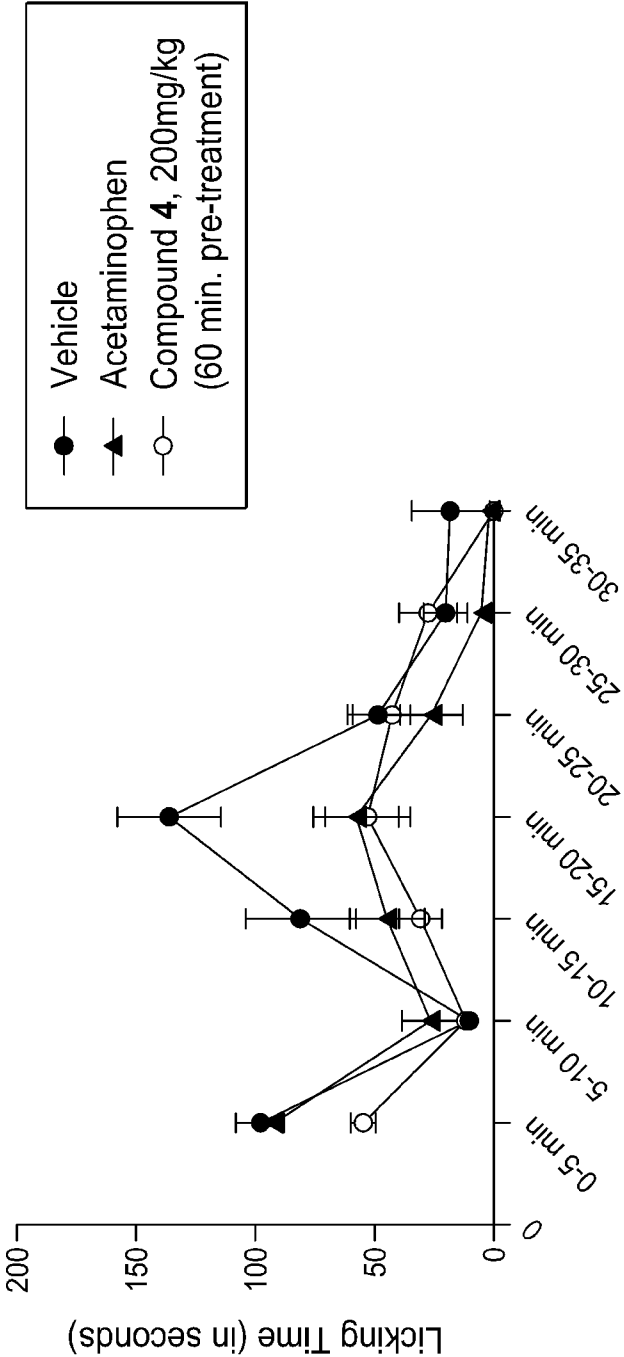 Vehicle
Acetaminophen
Compound 4, 200mg/kg
(60 min. pre-treatment)
Licking Time (in seconds)
200
150
100
50
0
0
0-5 min
5-10 min
10-15 min
15-20 min
20-25 min
25-30 min
30-35 min